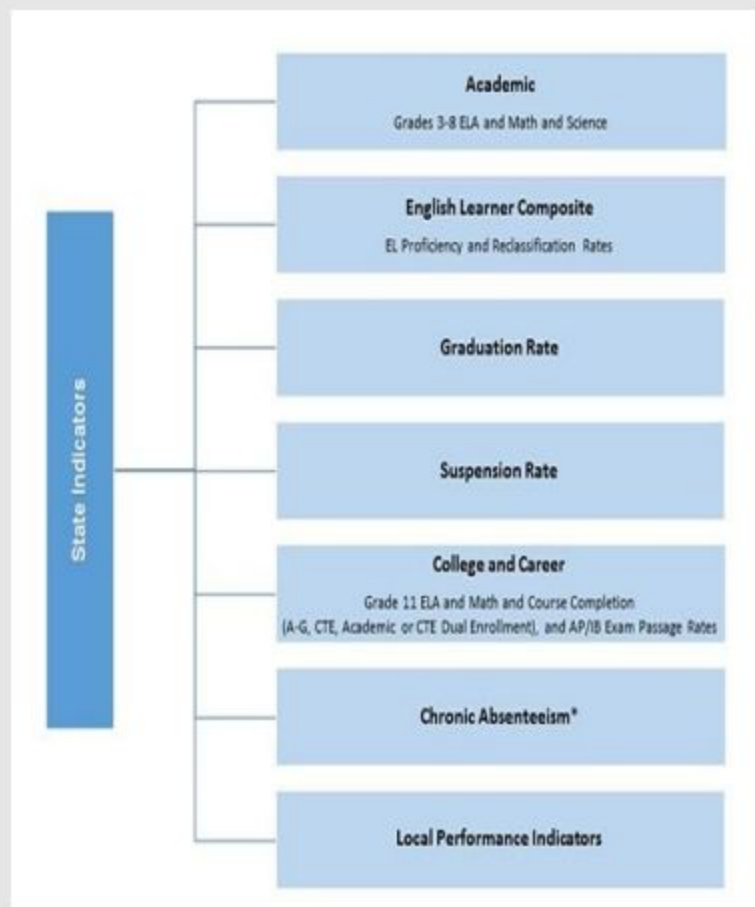 State Indicators
Academic
Grades 3-8 ELA and Math and Science
English Learner Composite
EL Proficiency and Reclassification Rates
Graduation Rate
Suspension Rate
College and Career
Grade 11 ELA and Math and Course Completion
(A-G, CTE, Academic or CTE Dual Enrollment), and AP/IB Exam Passage Rates
Chronic Absenteeism*
Local Performance Indicators